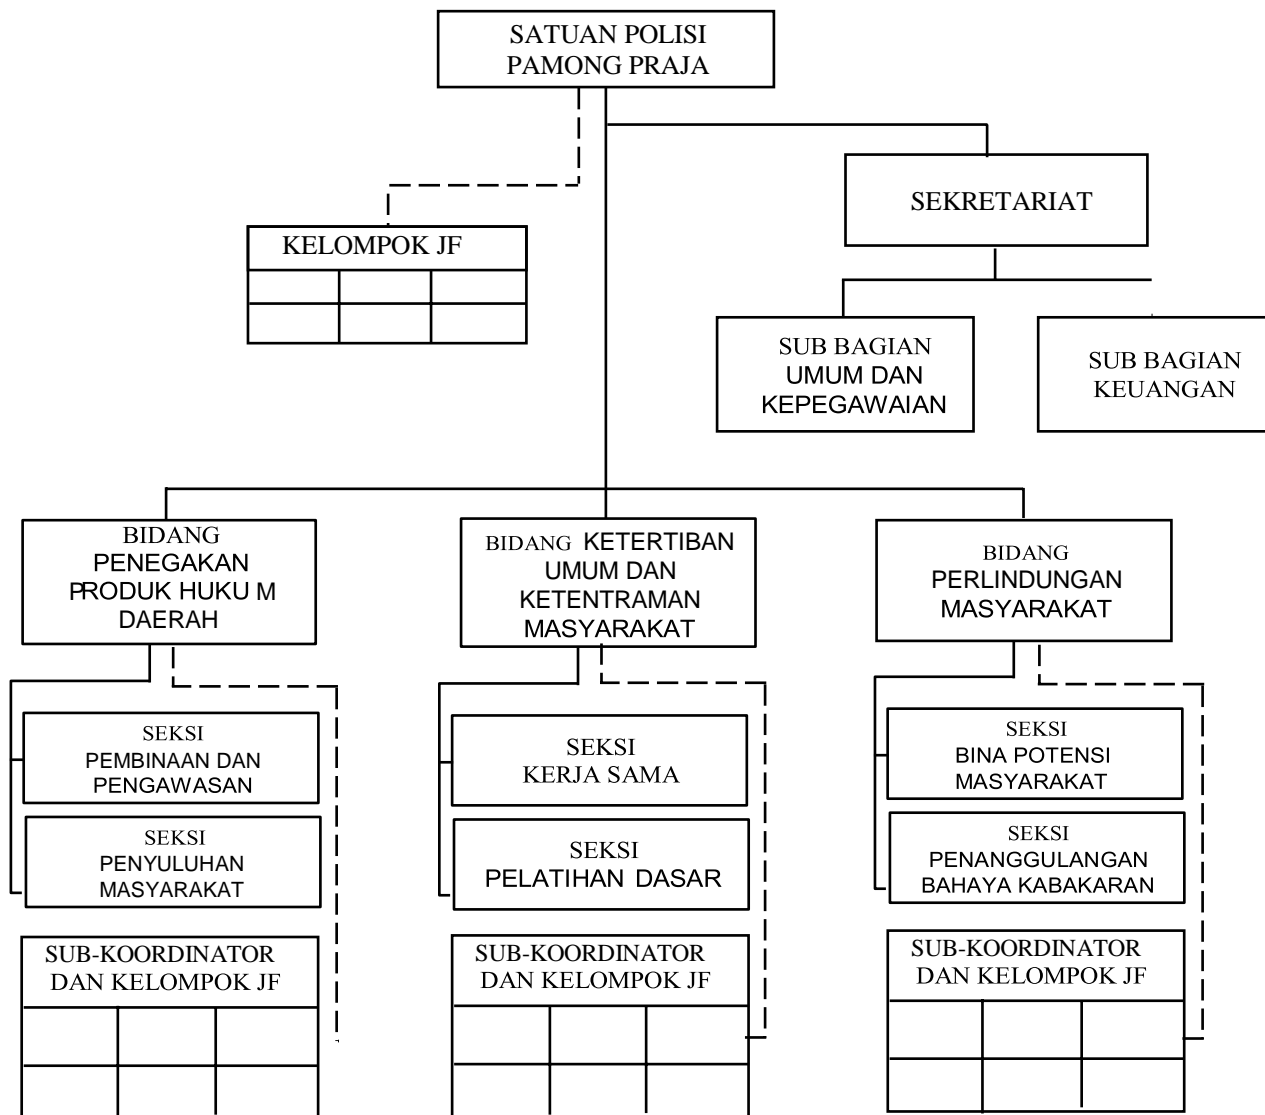 SATUAN POLISI
PAMONG PRAJA
SEKRETARIAT
KELOMPOK JF
SUB BAGIAN
UMUM DAN
KEPEGAWAIAN
SUB BAGIAN
KEUANGAN
BIDANG
PENEGAKAN
PRODUK HUKU M
DAERAH
BIDANG KETERTIBAN
UMUM DAN
KETENTRAMAN
MASYARAKAT
BIDANG
PERLINDUNGAN
MASYARAKAT
SEKSI
PEMBINAAN DAN
PENGAWASAN
SEKSI
KERJA SAMA
SEKSI
BINA POTENSI
MASYARAKAT
SEKSI
PENYULUHAN
MASYARAKAT
SEKSI
PELATIHAN DASAR
SEKSI
PENANGGULANGAN
BAHAYA KABAKARAN
SUB-KOORDINATOR
DAN KELOMPOK JF
SUB-KOORDINATOR
DAN KELOMPOK JF
SUB-KOORDINATOR
DAN KELOMPOK JF